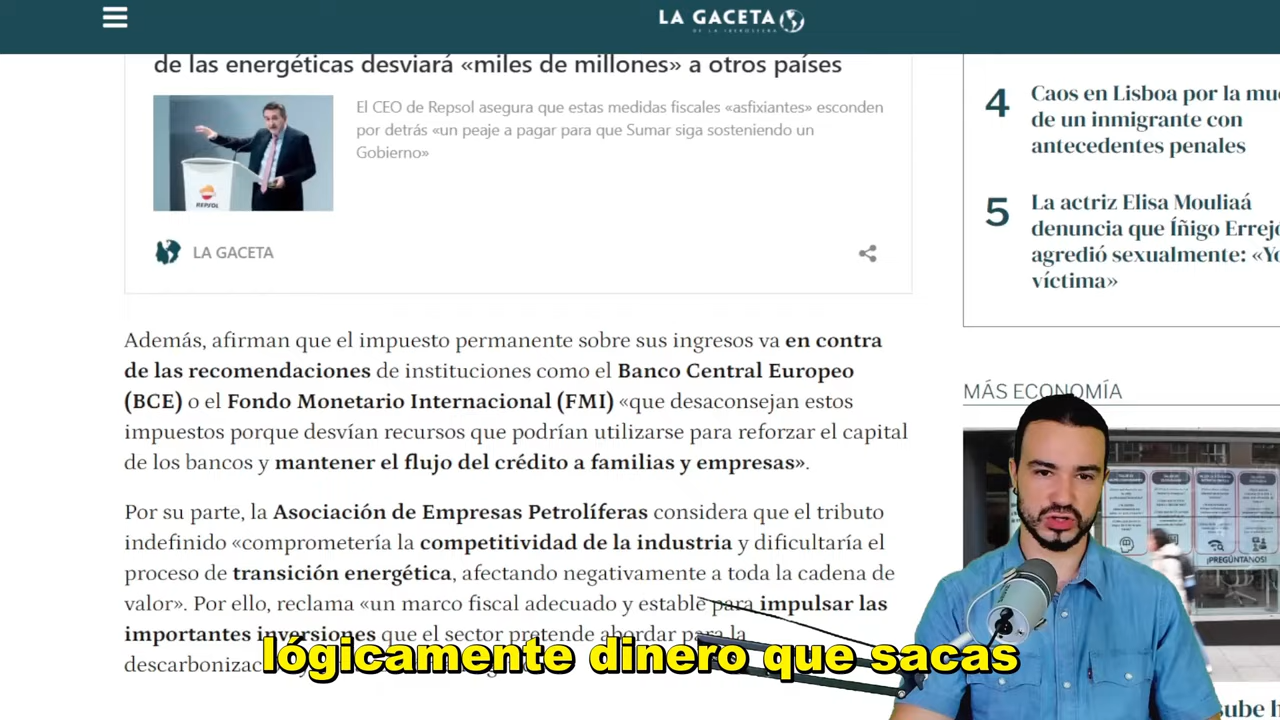 LA GACETA
DE LA IBEROSFERA
de las energéticas desviará «miles de millones» a otros países
El CEO de Repsol asegura que estas medidas fiscales «asfixiantes» esconden
por detrás «un peaje a pagar para que Sumar siga sosteniendo un
Gobierno»
REPSOL
LA GACETA
4
Caos en Lisboa por la mue
de un inmigrante con
antecedentes penales
5
La actriz Elisa Mouliaá
denuncia que Íñigo Errejó
agredió sexualmente: «Yo
víctima»
Además, afirman que el impuesto permanente sobre sus ingresos va en contra
de las recomendaciones de instituciones como el Banco Central Europeo
(BCE) o el Fondo Monetario Internacional (FMI) «que desaconsejan estos
impuestos porque desvían recursos que podrían utilizarse para reforzar el capital
de los bancos y mantener el flujo del crédito a familias y empresas».
Por su parte, la Asociación de Empresas Petrolíferas considera que el tributo
indefinido «comprometería la competitividad de la industria y dificultaría el
proceso de transición energética, afectando negativamente a toda la cadena de
valor». Por ello, reclama «un marco fiscal adecuado y estable para impulsar las
importantes inversiones que el sector pretende abordar para la
descarbonizac
MÁS ECONOMÍA
¡PREGÚNTANOS!
sube
lógicamente dinero que sacas